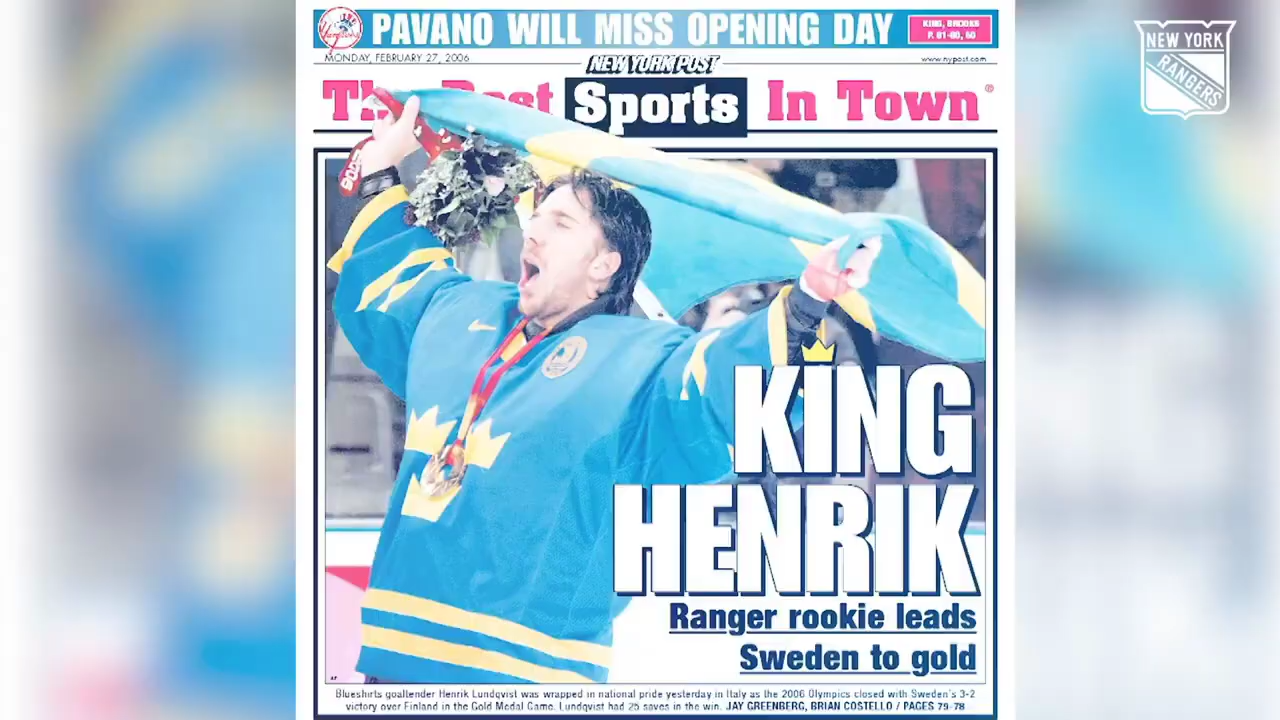 PAVANO WILL MISS OPENING DAY
KING, BROOKS
P. 81-80, 60
MONDAY, FEBRUARY 27, 2006
NEW YORK POST
www.nypost.com
The Best Sports In Town
NEW YORK
RANGERS
KING
HENRIK
Ranger rookie leads
Sweden to gold
Blueshirts goaltender Henrik Lundqvist was wrapped in national pride yesterday in Italy as the 2006 Olympics closed with Sweden's 3-2
victory over Finland in the Gold Medal Game. Lundqvist had 25 saves in the win. JAY GREENBERG, BRIAN COSTELLO / PAGES 79-78